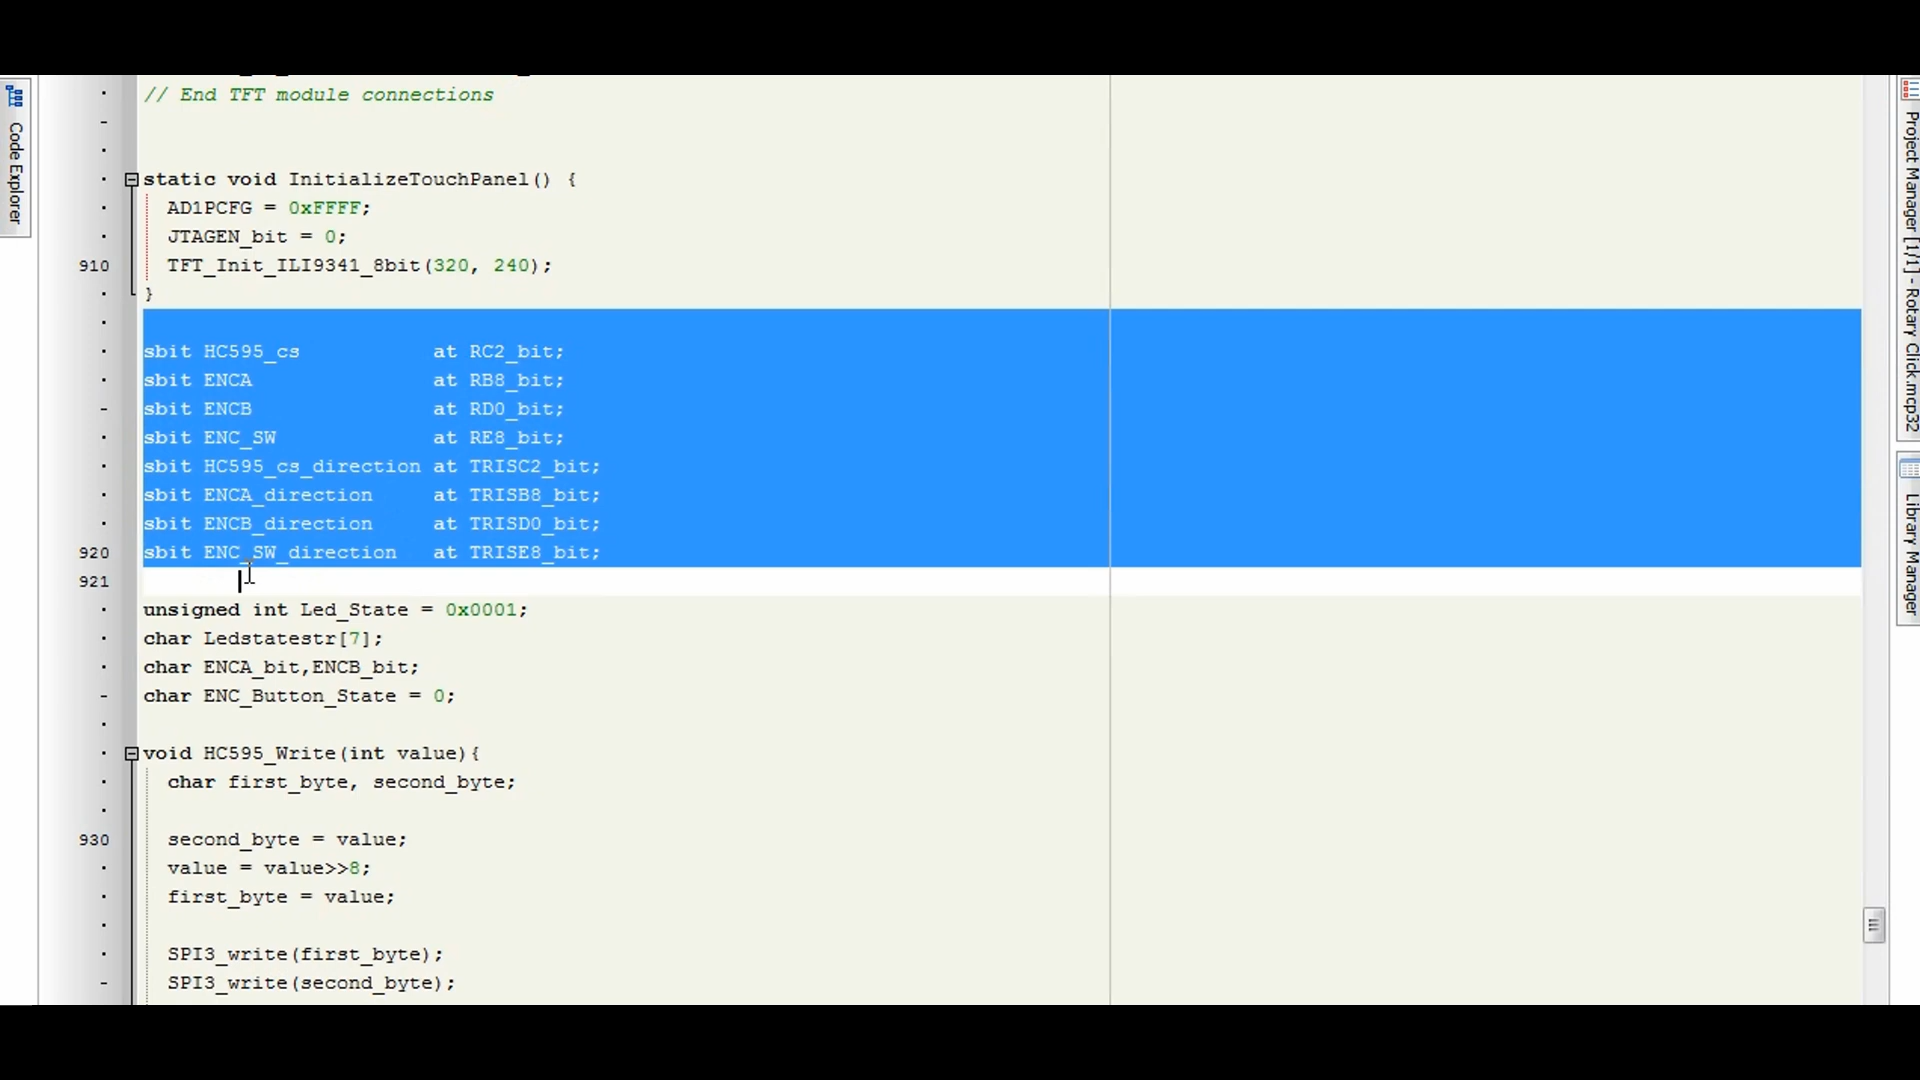 // End TFT module connections
static void InitializeTouchPanel() {
AD1PCFG = 0xFFFF;
JTAGEN_bit = 0;
910 TFT_Init_ILI9341_8bit(320, 240);
}
sbit HC595_cs at RC2_bit;
sbit ENCA at RB8_bit;
sbit ENCB at RD0_bit;
sbit ENC_SW at RE8_bit;
sbit HC595_cs_direction at TRISC2_bit;
sbit ENCA_direction at TRISB8_bit;
sbit ENCB_direction at TRISD0_bit;
920 sbit ENC_SW_direction at TRISE8_bit;
921
unsigned int Led_State = 0x0001;
char Ledstatestr[7];
char ENCA_bit,ENCB_bit;
char ENC_Button_State = 0;
void HC595_Write(int value){
char first_byte, second_byte;
930 second_byte = value;
value = value>>8;
first_byte = value;
SPI3_write(first_byte);
SPI3_write(second_byte);
Code Explorer
Project Manager [1/1] - Rotary Click.mcp32
Library Manager